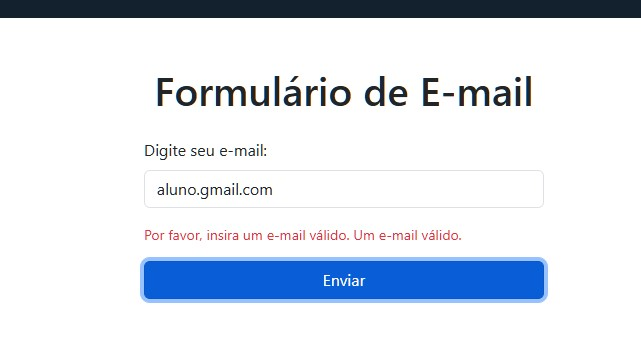 Formulário de E-mail
Digite seu e-mail:
aluno.gmail.com
Por favor, insira um e-mail válido. Um e-mail válido.
Enviar